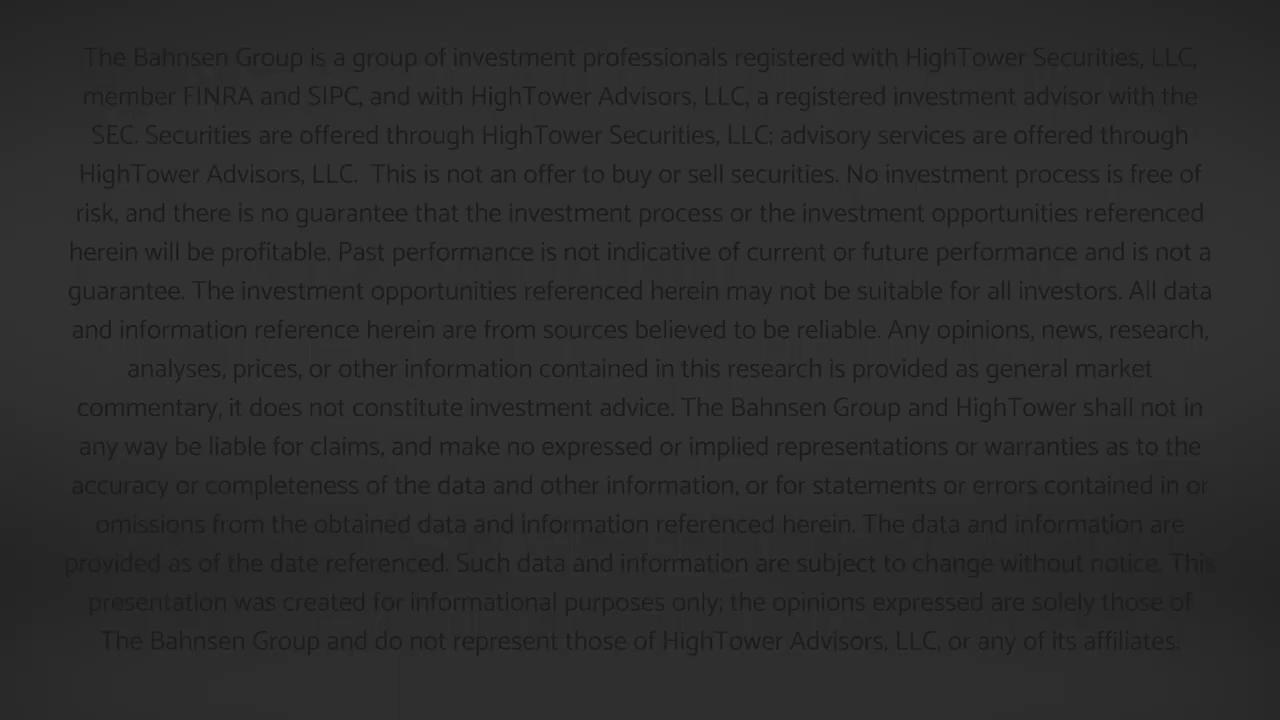 The Bahnsen Group is a group of investment professionals registered with HighTower Securities, LLC,
member FINRA and SIPC, and with HighTower Advisors, LLC, a registered investment advisor with the
SEC. Securities are offered through HighTower Securities, LLC; advisory services are offered through
HighTower Advisors, LLC.  This is not an offer to buy or sell securities. No investment process is free of
risk, and there is no guarantee that the investment process or the investment opportunities referenced
herein will be profitable. Past performance is not indicative of current or future performance and is not a
guarantee. The investment opportunities referenced herein may not be suitable for all investors. All data
and information reference herein are from sources believed to be reliable. Any opinions, news, research,
analyses, prices, or other information contained in this research is provided as general market
commentary, it does not constitute investment advice. The Bahnsen Group and HighTower shall not in
any way be liable for claims, and make no expressed or implied representations or warranties as to the
accuracy or completeness of the data and other information, or for statements or errors contained in or
omissions from the obtained data and information referenced herein. The data and information are
provided as of the date referenced. Such data and information are subject to change without notice. This
presentation was created for informational purposes only; the opinions expressed are solely those of
The Bahnsen Group and do not represent those of HighTower Advisors, LLC, or any of its affiliates.